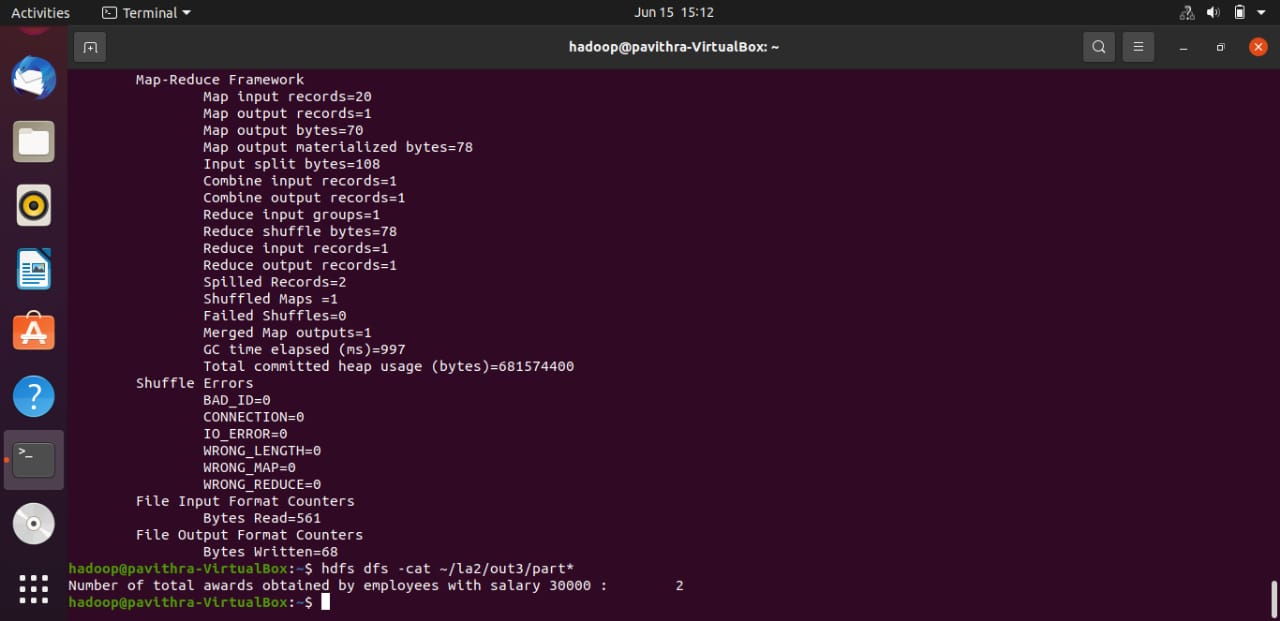 Activities Terminal Jun 15 15:12
hadoop@pavithra-VirtualBox: ~
Map-Reduce Framework
Map input records=20
Map output records=1
Map output bytes=70
Map output materialized bytes=78
Input split bytes=108
Combine input records=1
Combine output records=1
Reduce input groups=1
Reduce shuffle bytes=78
Reduce input records=1
Reduce output records=1
Spilled Records=2
Shuffled Maps =1
Failed Shuffles=0
Merged Map outputs=1
GC time elapsed (ms)=997
Total committed heap usage (bytes)=681574400
Shuffle Errors
BAD_ID=0
CONNECTION=0
IO_ERROR=0
WRONG_LENGTH=0
WRONG_MAP=0
WRONG_REDUCE=0
File Input Format Counters
Bytes Read=561
File Output Format Counters
Bytes Written=68
hadoop@pavithra-VirtualBox:~$ hdfs dfs -cat ~/la2/out3/part*
Number of total awards obtained by employees with salary 30000 : 2
hadoop@pavithra-VirtualBox:~$